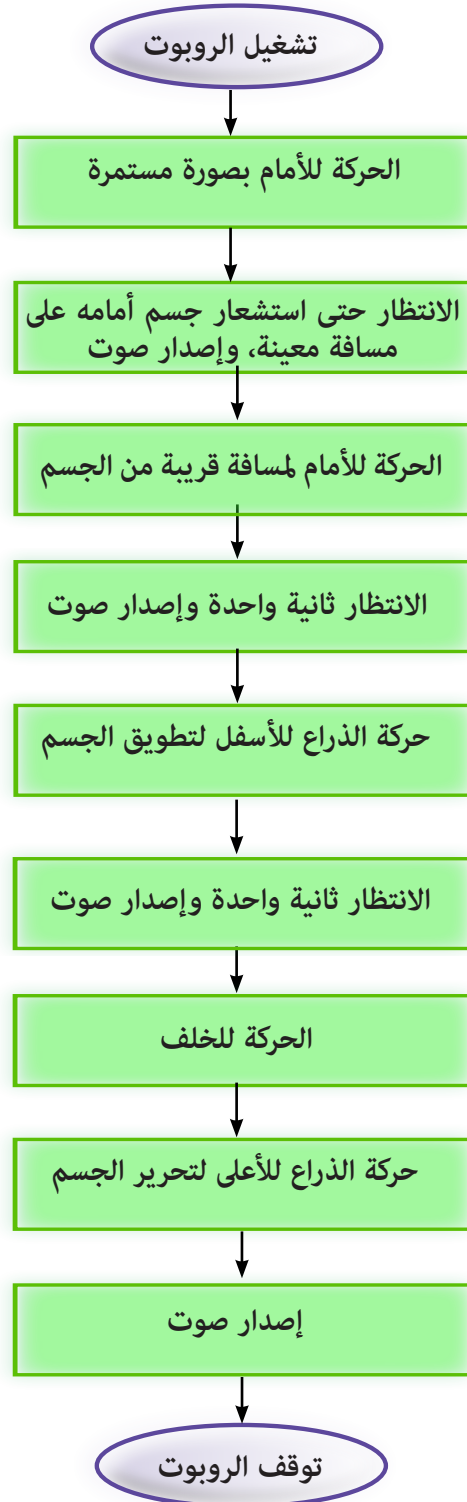 تشغيل الروبوت
الحركة للأمام بصورة مستمرة
الانتظار حتى استشعار جسم أمامه على
مسافة معينة، وإصدار صوت
الحركة للأمام لمسافة قريبة من الجسم
الانتظار ثانية واحدة وإصدار صوت
حركة الذراع للأسفل لتطويق الجسم
الانتظار ثانية واحدة وإصدار صوت
الحركة للخلف
حركة الذراع للأعلى لتحرير الجسم
إصدار صوت
توقف الروبوت